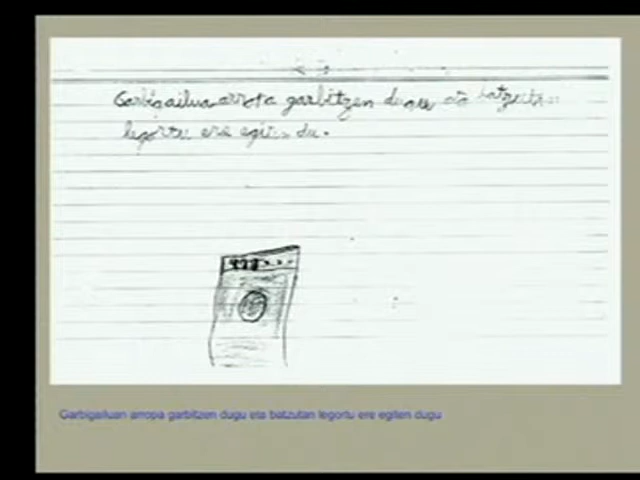 Garbigailua arropa garbitzen duguu eta batzutan
legortu ere egiten du.
Garbigailuan arropa garbitzen dugu eta batzutan legortu ere egiten dugu